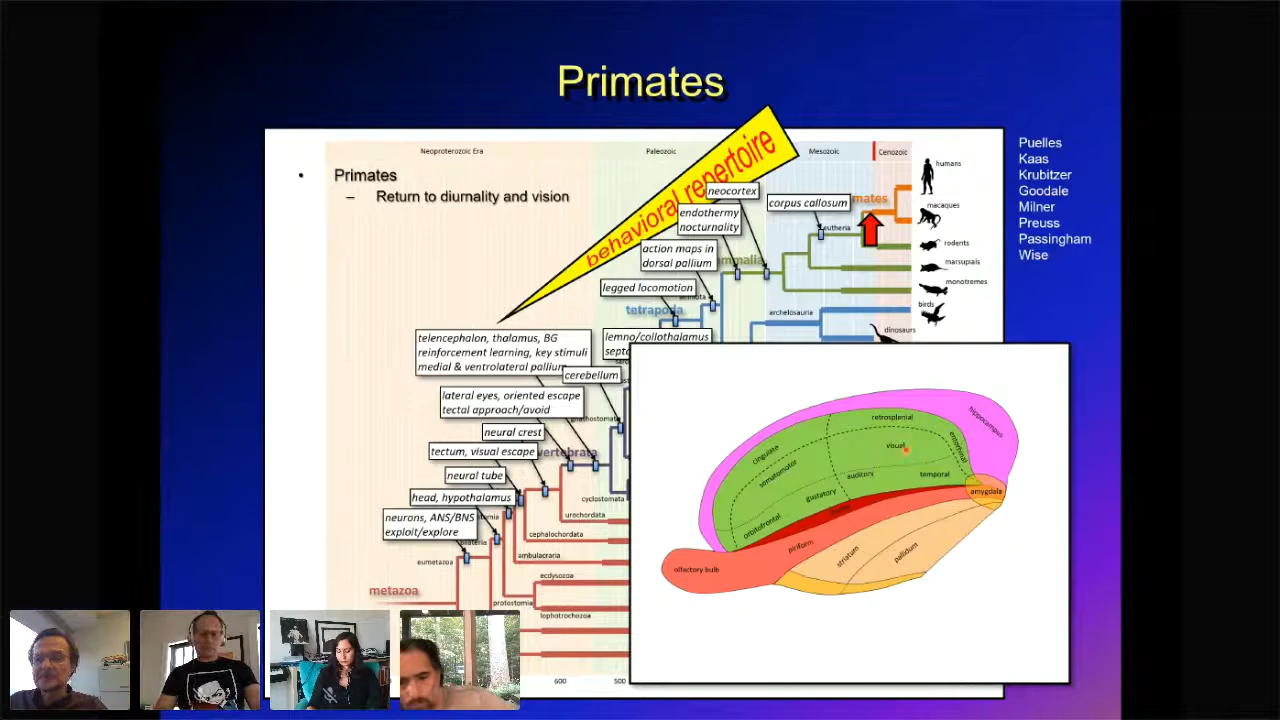 Primates
Neoproterozoic Era
Paleozoic
Mesozoic
Cenozoic
behavioral repertoire
• Primates
– Return to diurnality and vision
Puelles
Kaas
Krubitzer
Goodale
Milner
Preuss
Passingham
Wise
neocortex
corpus callosum
mates
humans
macaques
rodents
marsupials
monotremes
birds
dinosaurs
endothermy
nocturnality
eutheria
action maps in
dorsal pallium
mmalia
legged locomotion
tetrapoda
archelosauria
telencephalon, thalamus, BG
reinforcement learning, key stimuli
medial & ventrolateral pallium
lemno/collothalamus
cerebellum
lateral eyes, oriented escape
tectal approach/avoid
gnathostomata
neural crest
tectum, visual escape
vertebrata
neural tube
head, hypothalamus
cyclostomata
neurons, ANS/BNS
exploit/explore
urochordata
cephalochordata
ambulacraria
eumetazoa
ecdysozoa
metazoa
protostomia
lophotrochozoa
600
500
hippocampus
retrosplenial
cingulate
visual
entorhinal
somatomotor
auditory
temporal
gustatory
amygdala
orbitofrontal
piriform
striatum
pallidum
olfactory bulb